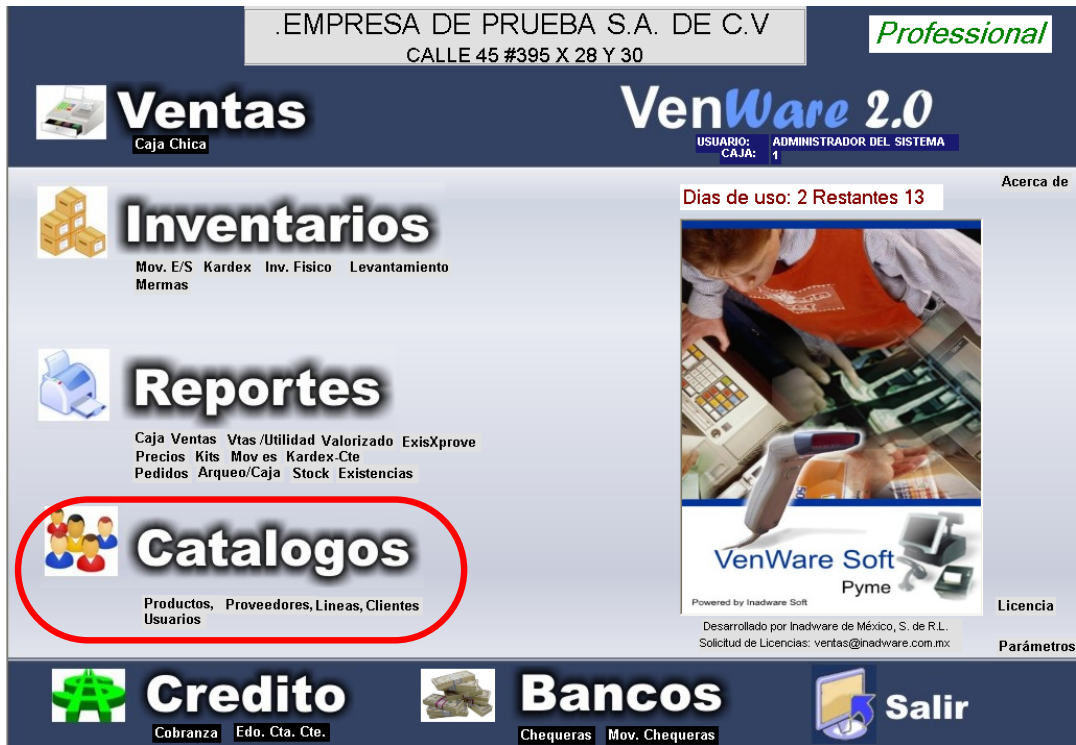 .EMPRESA DE PRUEBA S.A. DE C.V
CALLE 45 #395 X 28 Y 30
Professional
Ventas
Caja Chica
VenWare 2.0
USUARIO: ADMINISTRADOR DEL SISTEMA
CAJA: 1
Acerca de
Dias de uso: 2 Restantes 13
Inventarios
Mov. E/S Kardex Inv. Fisico Levantamiento
Mermas
Reportes
Caja Ventas Vtas /Utilidad Valorizado ExisXprove
Precios Kits Mov es Kardex-Cte
Pedidos Arqueo/Caja Stock Existencias
Catalogos
Productos, Proveedores, Lineas, Clientes
Usuarios
VenWare Soft
Pyme
Powered by Inadware Soft
Desarrollado por Inadware de México, S. de R.L.
Solicitud de Licencias: ventas@inadware.com.mx
Licencia
Parámetros
Credito
Cobranza Edo. Cta. Cte.
Bancos
Chequeras Mov. Chequeras
Salir